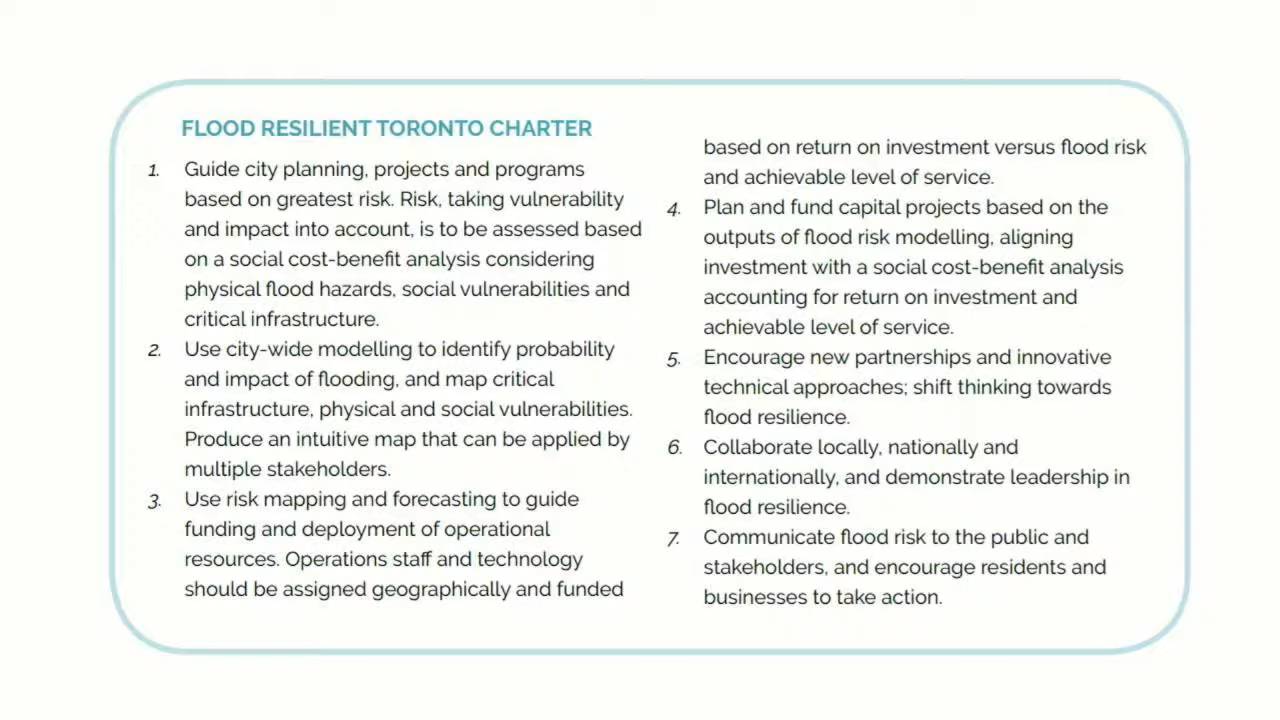 FLOOD RESILIENT TORONTO CHARTER
1. Guide city planning, projects and programs
based on greatest risk. Risk, taking vulnerability
and impact into account, is to be assessed based
on a social cost-benefit analysis considering
physical flood hazards, social vulnerabilities and
critical infrastructure.
2. Use city-wide modelling to identify probability
and impact of flooding, and map critical
infrastructure, physical and social vulnerabilities.
Produce an intuitive map that can be applied by
multiple stakeholders.
3. Use risk mapping and forecasting to guide
funding and deployment of operational
resources. Operations staff and technology
should be assigned geographically and funded
based on return on investment versus flood risk
and achievable level of service.
4. Plan and fund capital projects based on the
outputs of flood risk modelling, aligning
investment with a social cost-benefit analysis
accounting for return on investment and
achievable level of service.
5. Encourage new partnerships and innovative
technical approaches; shift thinking towards
flood resilience.
6. Collaborate locally, nationally and
internationally, and demonstrate leadership in
flood resilience.
7. Communicate flood risk to the public and
stakeholders, and encourage residents and
businesses to take action.